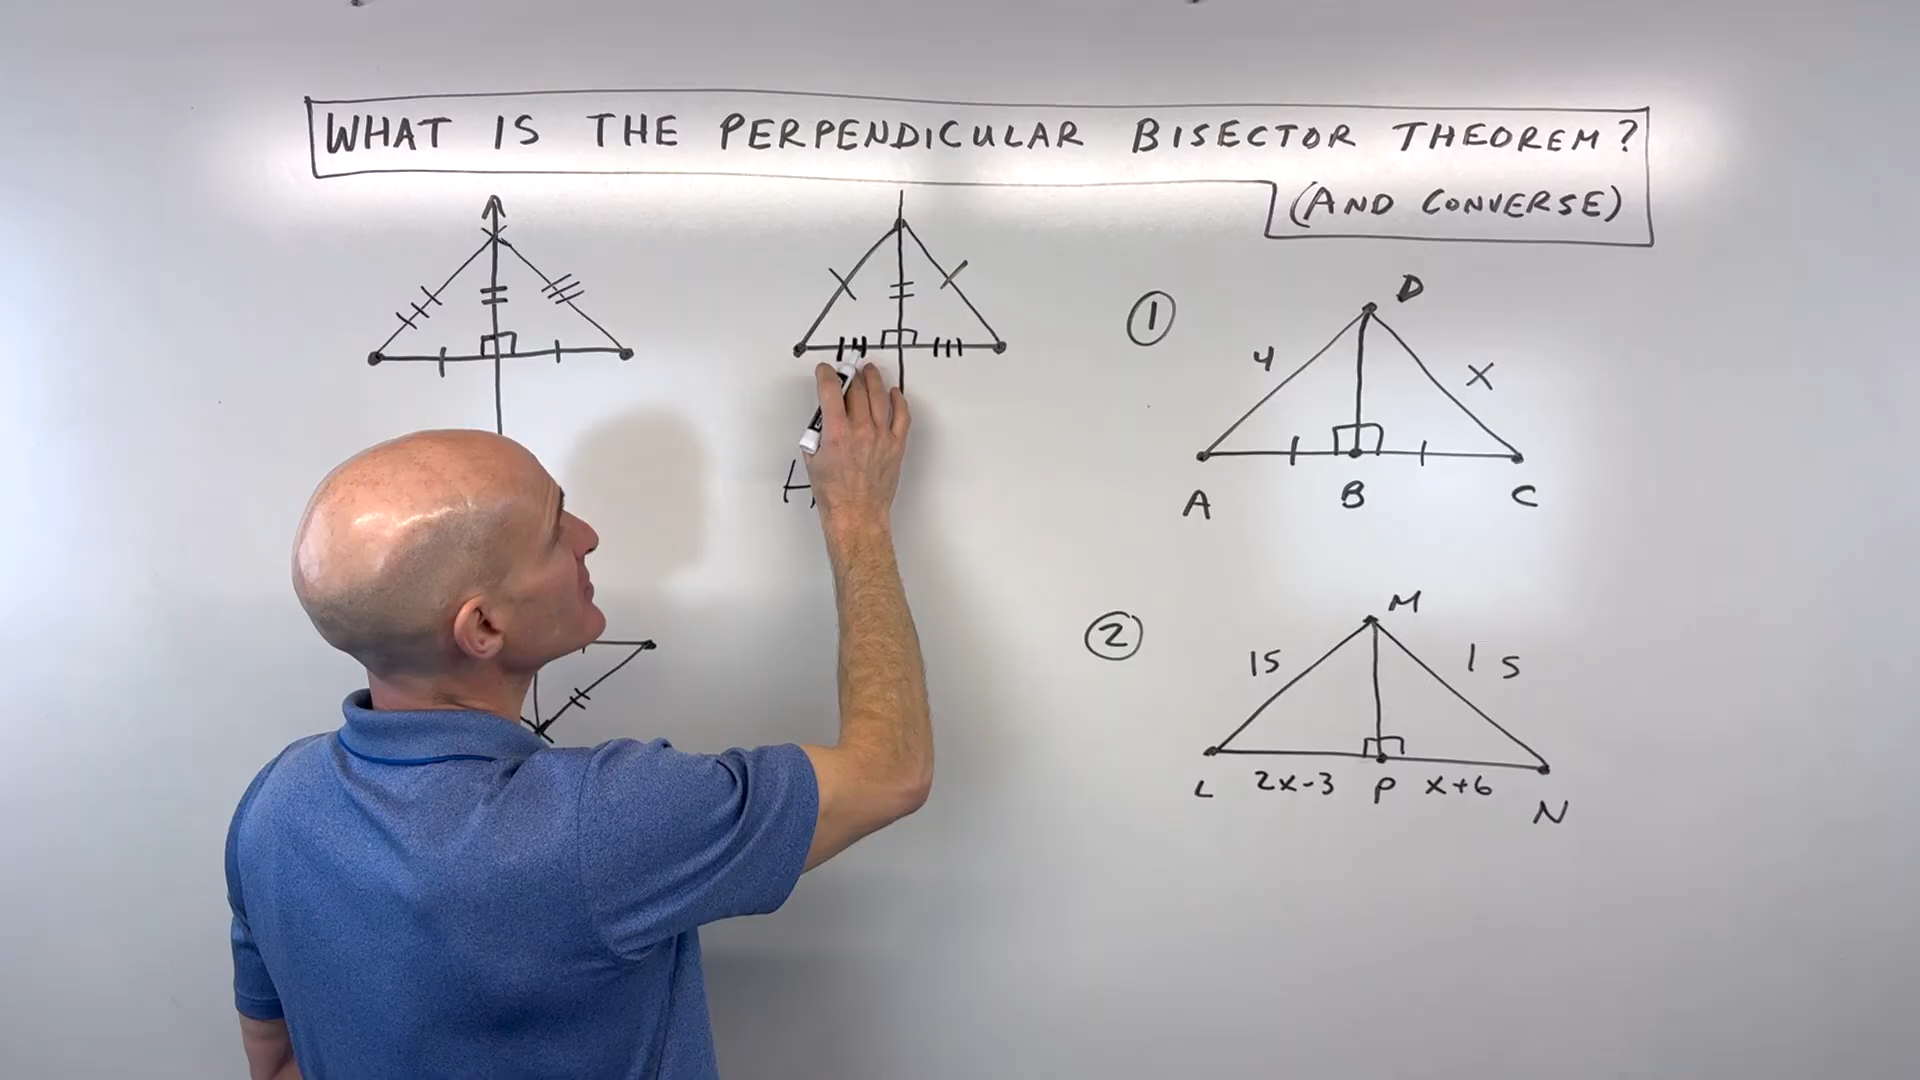 WHAT IS THE PERPENDICULAR BISECTOR THEOREM?
(AND CONVERSE)
1
D
4
X
A B C
2
M
15
15
L 2x-3 P x+6 N